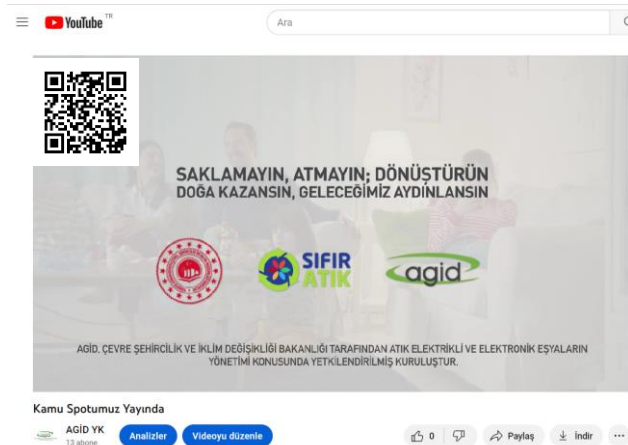 YouTube TR
Ara
SAKLAMAYIN, ATMAYIN; DÖNÜŞTÜRÜN
DOĞA KAZANSIN, GELECEĞİMİZ AYDINLANSIN
SIFIR
ATIK
agid
AGİD, ÇEVRE ŞEHİRCİLİK VE İKLİM DEĞİŞİKLİĞİ BAKANLIĞI TARAFINDAN ATIK ELEKTRİKLİ VE ELEKTRONİK EŞYALARIN
YÖNETİMİ KONUSUNDA YETKİLENDİRİLMİŞ KURULUŞTUR.
Kamu Spotumuz Yayında
AGİD YK
13 abone
Analizler
Videoyu düzenle
0
Paylaş
İndir